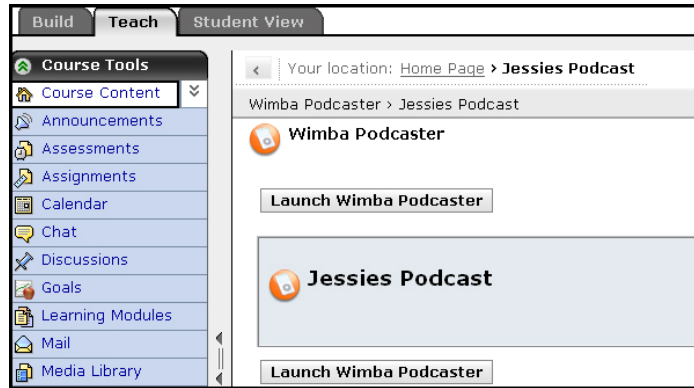 Build Teach Student View
Course Tools
Course Content
Announcements
Assessments
Assignments
Calendar
Chat
Discussions
Goals
Learning Modules
Mail
Media Library
Your location: Home Page › Jessies Podcast
Wimba Podcaster › Jessies Podcast
Wimba Podcaster
Launch Wimba Podcaster
Jessies Podcast
Launch Wimba Podcaster